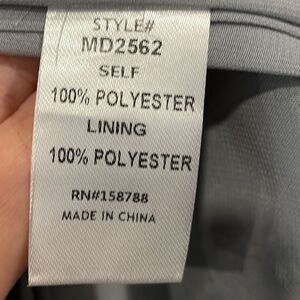 STYLE#
MD2562
SELF
100% POLYESTER
LINING
100% POLYESTER
RN#158788
MADE IN CHINA